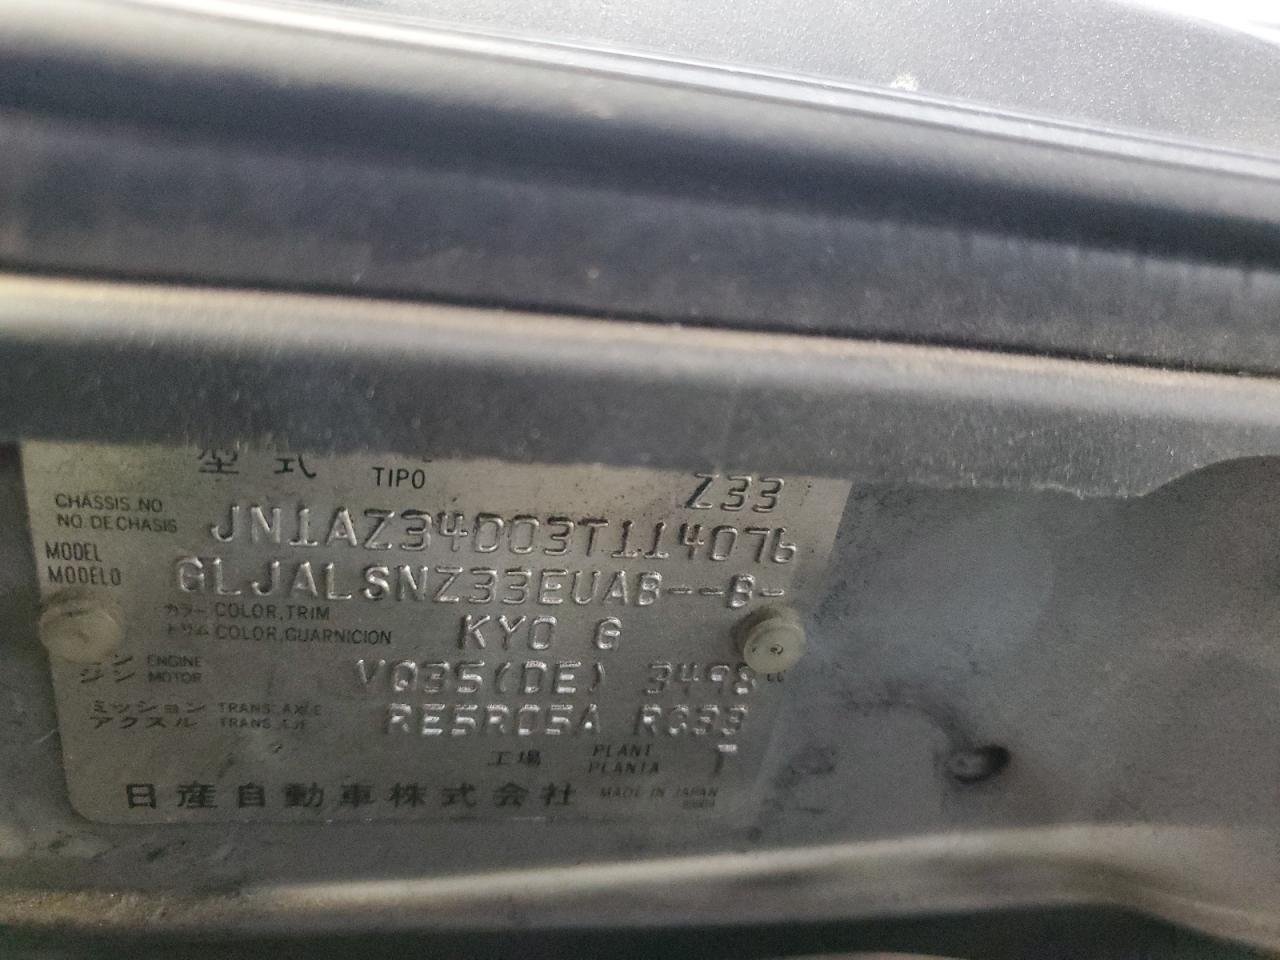 型式 TIPO Z33
CHASSIS.NO
NO.DE CHASIS JN1AZ34D03T114076
MODEL
MODELO GLJALSNZ33EUAB--B-
カラー COLOR,TRIM
トリム COLOR,GUARNICION KY0 G
ENGINE
ジン MOTOR VQ35(DE) 3498 cc
ミッション TRANS.AXLE
アクスル TRANS.EJE RE5R05A RG33
工場 PLANT
PLANTA T
日産自動車株式会社 MADE IN JAPAN